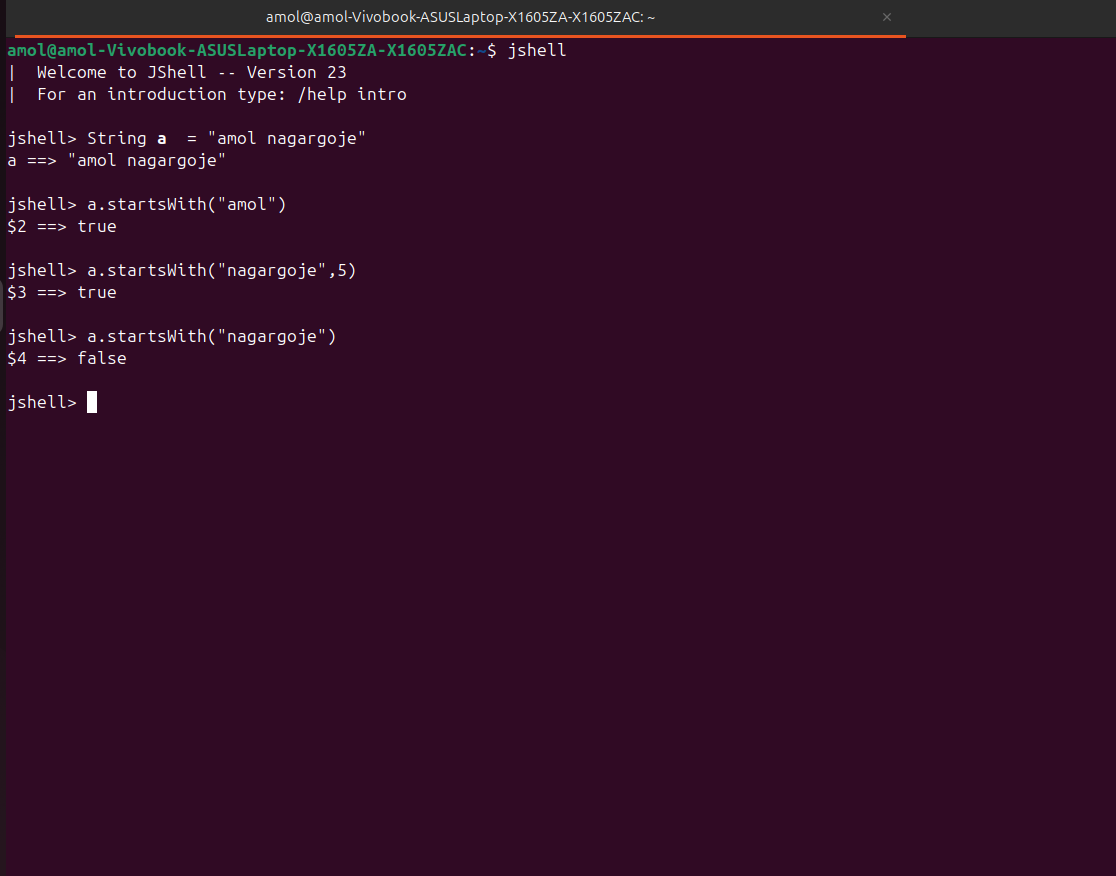 amol@amol-Vivobook-ASUSLaptop-X1605ZA-X1605ZAC: ~ ×
amol@amol-Vivobook-ASUSLaptop-X1605ZA-X1605ZAC:~$ jshell
|  Welcome to JShell -- Version 23
|  For an introduction type: /help intro
jshell> String a  = "amol nagargoje"
a ==> "amol nagargoje"
jshell> a.startsWith("amol")
$2 ==> true
jshell> a.startsWith("nagargoje",5)
$3 ==> true
jshell> a.startsWith("nagargoje")
$4 ==> false
jshell>